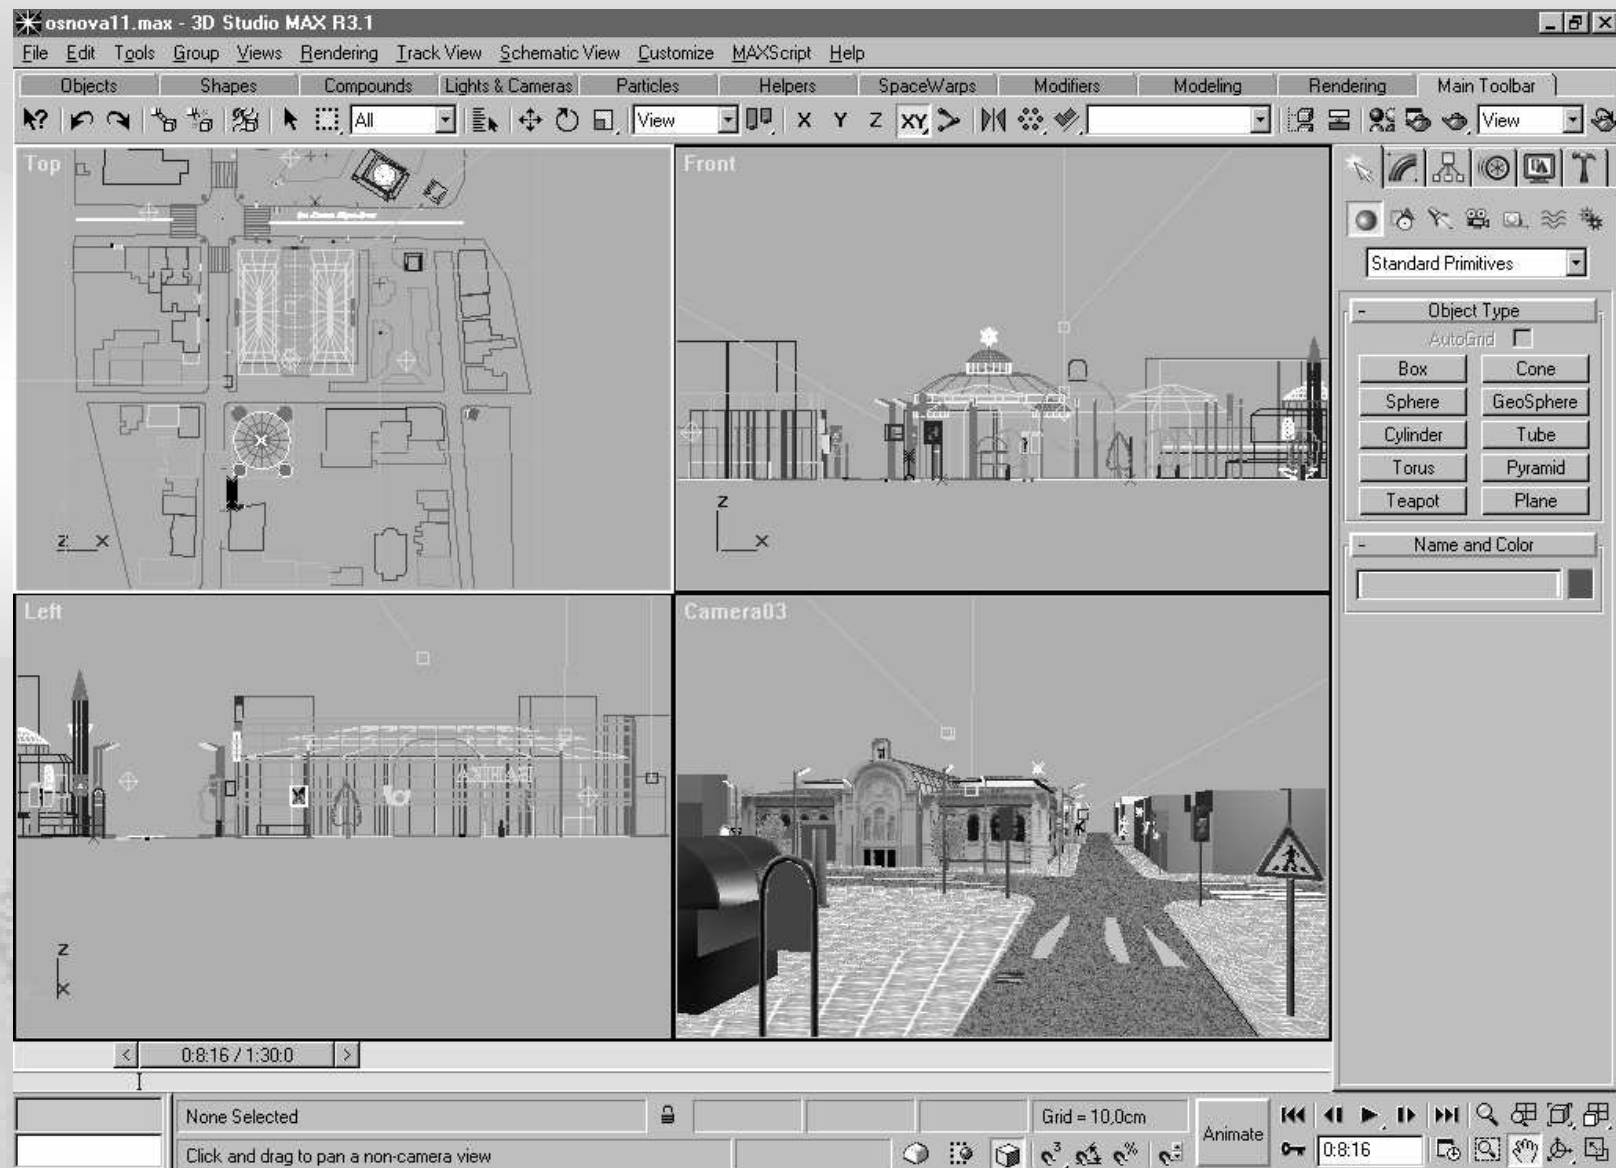 osnova11.max - 3D Studio MAX R3.1
File Edit Tools Group Views Rendering Track View Schematic View Customize MAXScript Help
Objects Shapes Compounds Lights & Cameras Particles Helpers SpaceWarps Modifiers Modeling Rendering Main Toolbar
All View X Y Z XY View
Top
Front
Standard Primitives
- Object Type
AutoGrid
Box Cone
Sphere GeoSphere
Cylinder Tube
Torus Pyramid
Teapot Plane
- Name and Color
Z X
Z
X
Left
Camera03
БАНКА
Z
X
< 0:8:16 / 1:30:0 >
None Selected
Grid = 10,0cm
Animate
Click and drag to pan a non-camera view
0:8:16